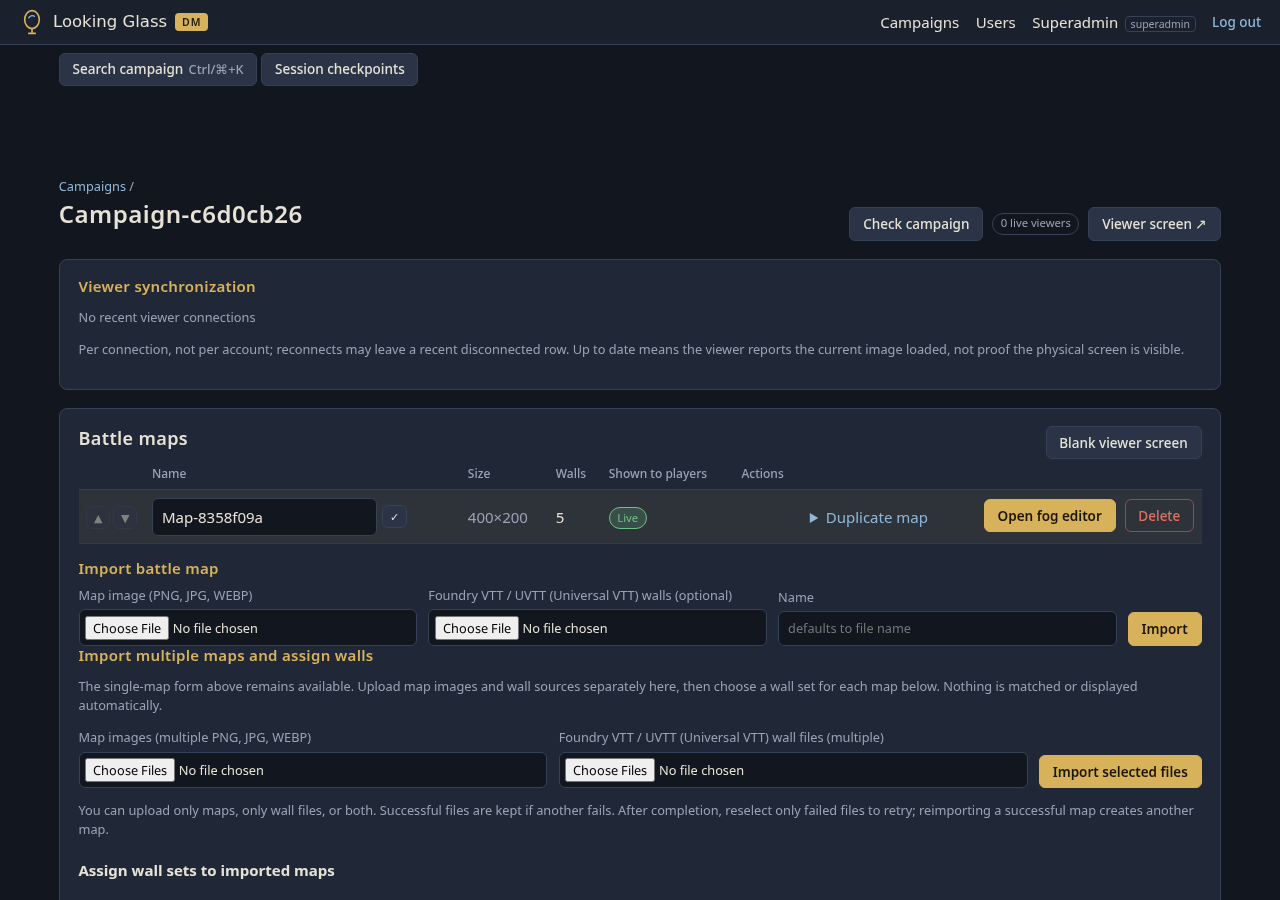 Looking Glass DM
Campaigns Users Superadmin superadmin Log out
Search campaign Ctrl/⌘+K Session checkpoints
Campaigns /
Campaign-c6d0cb26
Check campaign 0 live viewers Viewer screen ↗
Viewer synchronization
No recent viewer connections
Per connection, not per account; reconnects may leave a recent disconnected row. Up to date means the viewer reports the current image loaded, not proof the physical screen is visible.
Battle maps
Blank viewer screen
Name Size Walls Shown to players Actions
▲ ▼ Map-8358f09a ✓ 400×200 5 Live ▶ Duplicate map Open fog editor Delete
Import battle map
Map image (PNG, JPG, WEBP) Foundry VTT / UVTT (Universal VTT) walls (optional) Name
Choose File No file chosen Choose File No file chosen defaults to file name Import
Import multiple maps and assign walls
The single-map form above remains available. Upload map images and wall sources separately here, then choose a wall set for each map below. Nothing is matched or displayed
automatically.
Map images (multiple PNG, JPG, WEBP) Foundry VTT / UVTT (Universal VTT) wall files (multiple)
Choose Files No file chosen Choose Files No file chosen Import selected files
You can upload only maps, only wall files, or both. Successful files are kept if another fails. After completion, reselect only failed files to retry; reimporting a successful map creates another
map.
Assign wall sets to imported maps